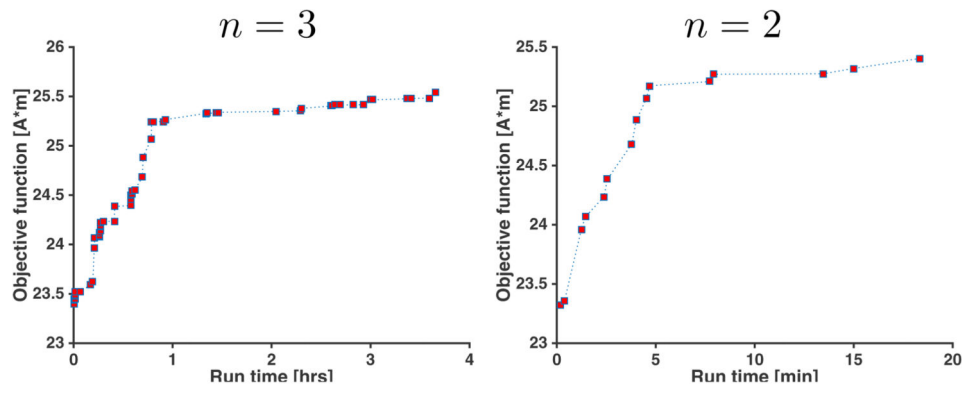 n = 3
Objective function [A*m]
26
25.5
25
24.5
24
23.5
23
0 1 2 3 4
Run time [hrs]
n = 2
Objective function [A*m]
25.5
25
24.5
24
23.5
23
0 5 10 15 20
Run time [min]